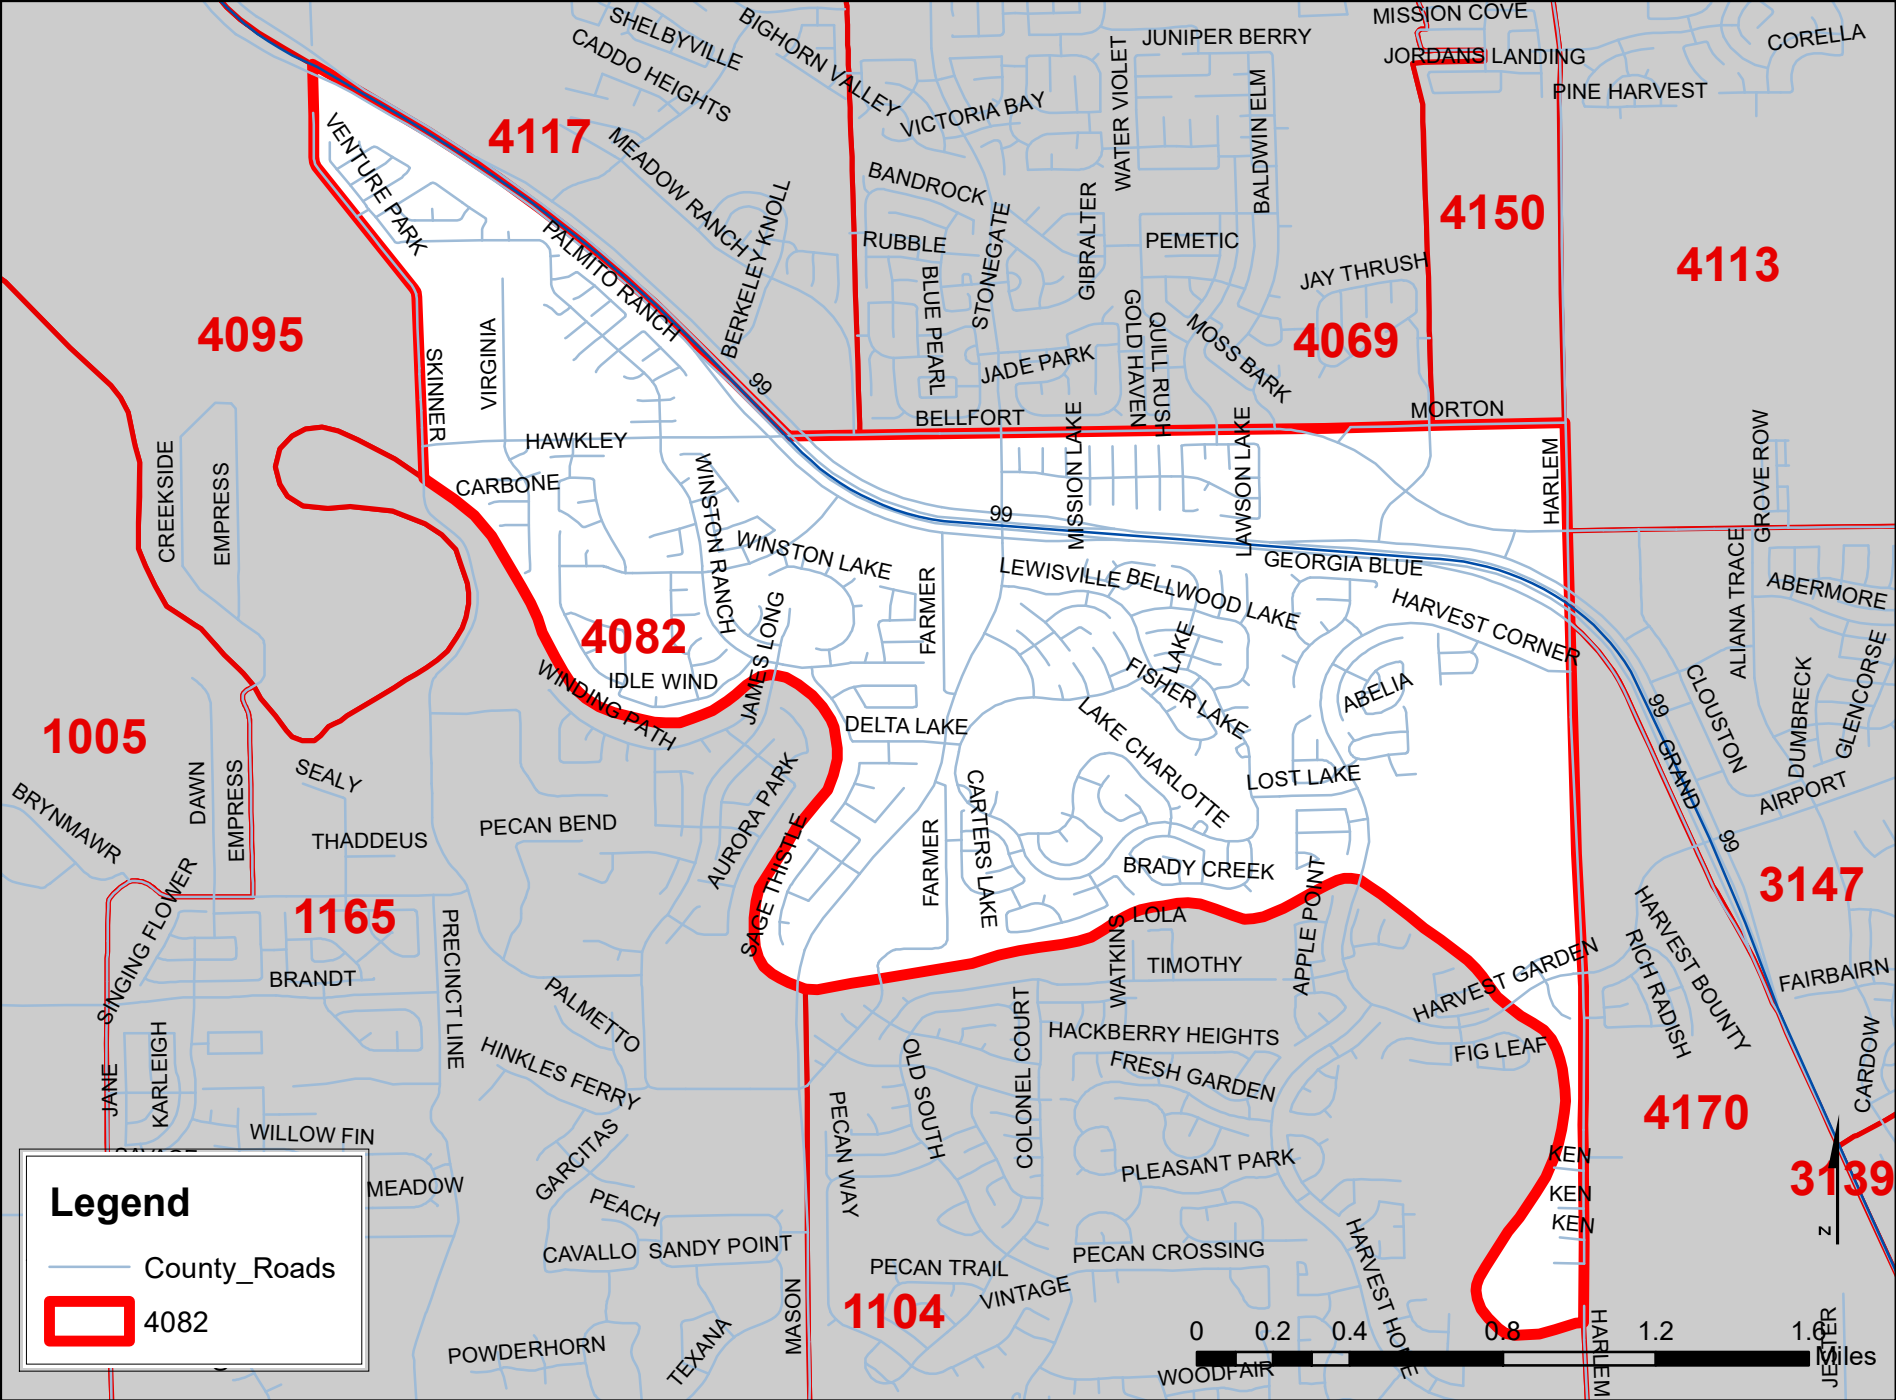 MISSION COVE
SHELBYVILLE
BIGHORN VALLEY
JUNIPER BERRY
CORELLA
CADDO HEIGHTS
JORDANS LANDING
PINE HARVEST
WATER VIOLET
BALDWIN ELM
VICTORIA BAY
4117
VENTURE PARK
MEADOW RANCH
BANDROCK
4150
BERKELEY KNOLL
STONEGATE
GIBRALTER
PALMITO RANCH
RUBBLE
PEMETIC
4113
JAY THRUSH
BLUE PEARL
GOLD HAVEN
QUILL RUSH
MOSS BARK
4095
4069
VIRGINIA
SKINNER
JADE PARK
99
BELLFORT
MORTON
HAWKLEY
MISSION LAKE
LAWSON LAKE
HARLEM
GROVE ROW
CREEKSIDE
EMPRESS
CARBONE
WINSTON RANCH
99
WINSTON LAKE
GEORGIA BLUE
LEWISVILLE
BELLWOOD LAKE
FARMER
ALIANA TRACE
ABERMORE
HARVEST CORNER
4082
JAMES LONG
LAKE
IDLE WIND
WINDING PATH
FISHER LAKE
ABELIA
CLOUSTON
DUMBRECK
GLENCORSE
99
1005
DELTA LAKE
LAKE CHARLOTTE
GRAND
SEALY
DAWN
EMPRESS
AURORA PARK
LOST LAKE
AIRPORT
BRYNMAWR
THADDEUS
PECAN BEND
CARTERS LAKE
FARMER
99
SAGE THISTLE
BRADY CREEK
3147
SINGING FLOWER
1165
LOLA
WATKINS
APPLE POINT
HARVEST BOUNTY
RICH RADISH
PRECINCT LINE
BRANDT
TIMOTHY
HARVEST GARDEN
FAIRBAIRN
PALMETTO
HACKBERRY HEIGHTS
COLONEL COURT
FIG LEAF
KARLEIGH
JANE
HINKLES FERRY
OLD SOUTH
FRESH GARDEN
CARDOW
4170
PECAN WAY
WILLOW FIN
GARCITAS
KEN
PLEASANT PARK
3139
MEADOW
KEN
PEACH
KEN
Z
CAVALLO
SANDY POINT
PECAN CROSSING
HARVEST HOPE
PECAN TRAIL
VINTAGE
1104
MASON
TEXANA
POWDERHORN
WOODFAIR
HARLEM
JESTER
Legend
County_Roads
4082
0 0.2 0.4 0.8 1.2 1.6
Miles